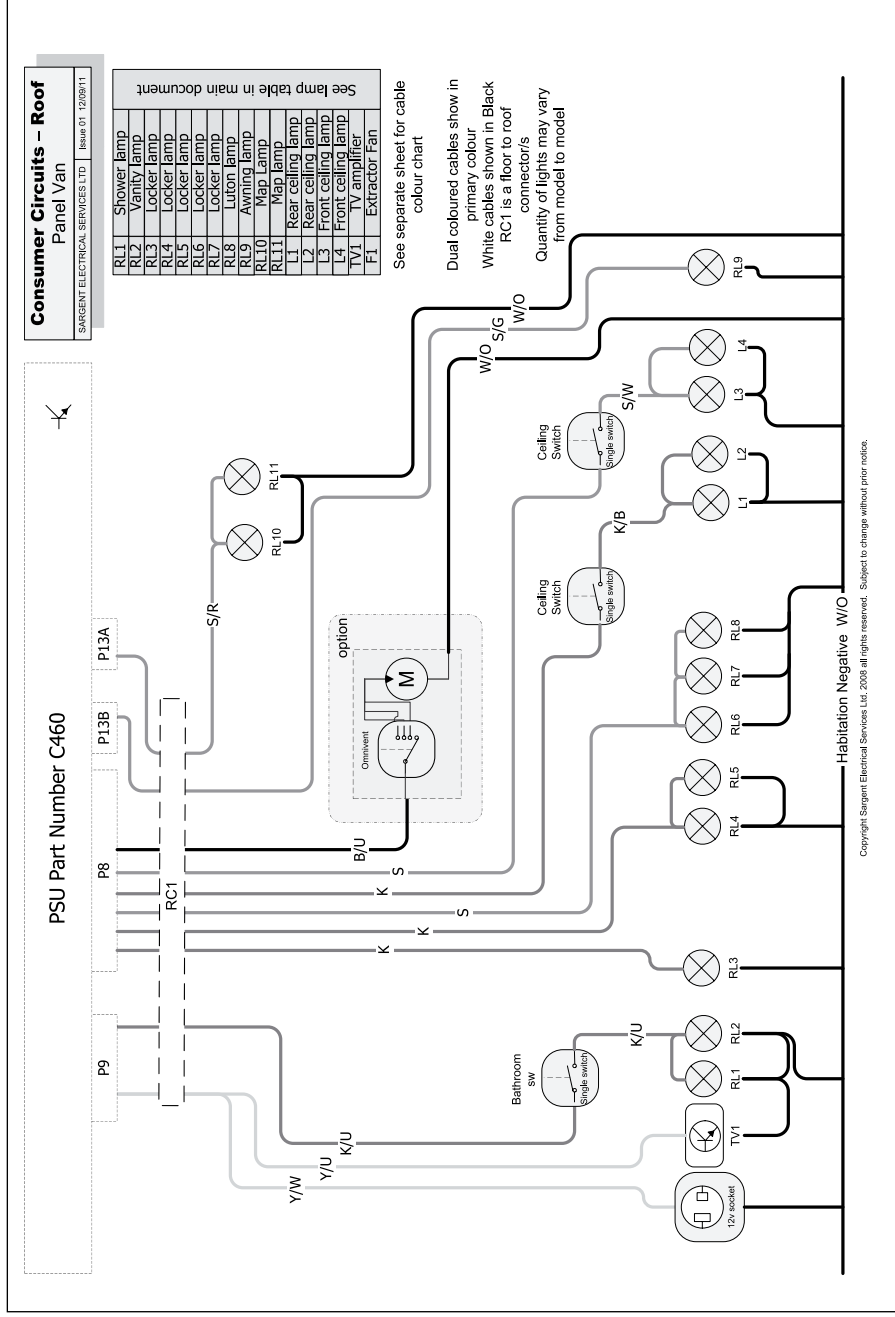 Consumer Circuits – Roof
Panel Van
SARGENT ELECTRICAL SERVICES LTD Issue 01 12/09/11
RL1 Shower lamp
RL2 Vanity lamp
RL3 Locker lamp
RL4 Locker lamp
RL5 Locker lamp
RL6 Locker lamp
RL7 Locker lamp
RL8 Luton lamp
RL9 Awning lamp
RL10 Map Lamp
RL11 Map lamp
L1 Rear ceiling lamp
L2 Rear ceiling lamp
L3 Front ceiling lamp
L4 Front ceiling lamp
TV1 TV amplifier
F1 Extractor Fan
See lamp table in main document
See separate sheet for cable
colour chart
Dual coloured cables show in
primary colour
White cables shown in Black
RC1 is a floor to roof
connector/s
Quantity of lights may vary
from model to model
PSU Part Number C460
P9
P8
P13B
P13A
RC1
S/R
RL10
RL11
option
Omnivent
M
B/U
W/O
S/G
W/O
K
K
S
K
S
Y/W
Y/U
K/U
Bathroom
sw
Single switch
K/U
Ceiling
Switch
Single switch
K/B
Ceiling
Switch
Single switch
S/W
12v socket
TV1
RL1
RL2
RL3
RL4
RL5
RL6
RL7
RL8
L1
L2
L3
L4
RL9
Habitation Negative W/O
Copyright Sargent Electrical Services Ltd, 2008 all rights reserved. Subject to change without prior notice.